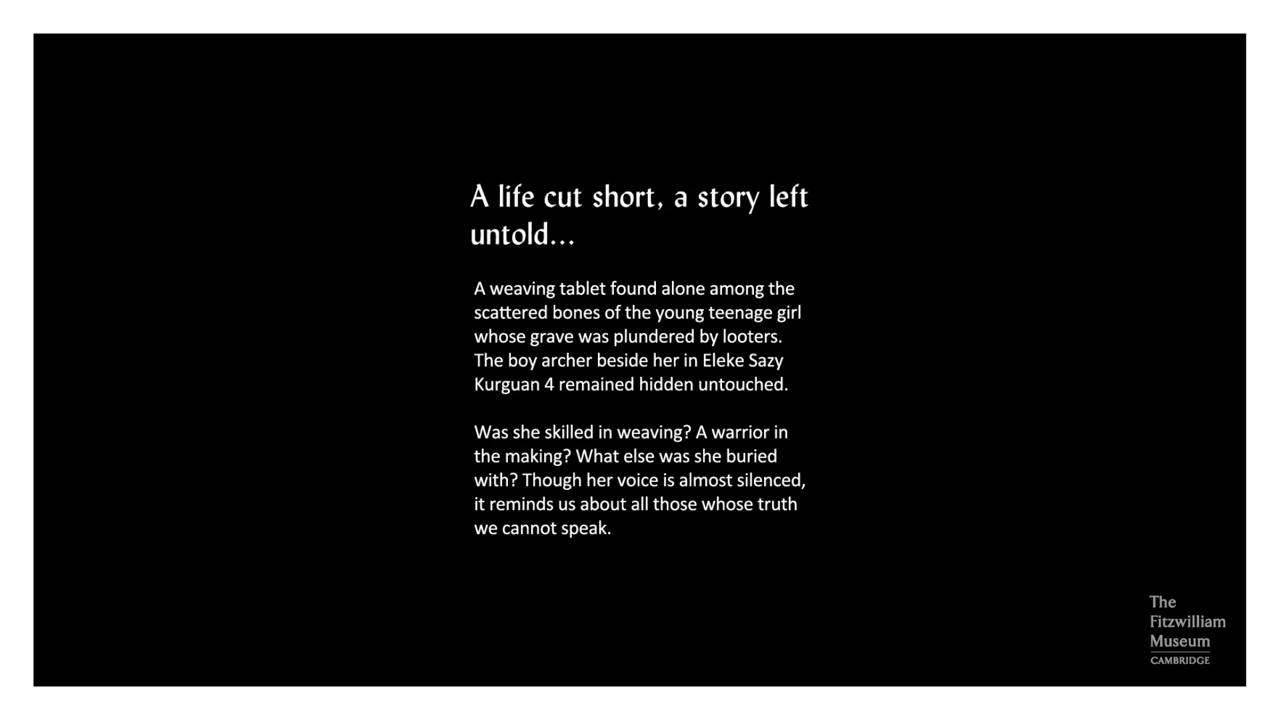 A life cut short, a story left
untold...
A weaving tablet found alone among the
scattered bones of the young teenage girl
whose grave was plundered by looters.
The boy archer beside her in Eleke Sazy
Kurguan 4 remained hidden untouched.
Was she skilled in weaving? A warrior in
the making? What else was she buried
with? Though her voice is almost silenced,
it reminds us about all those whose truth
we cannot speak.
The
Fitzwilliam
Museum
CAMBRIDGE